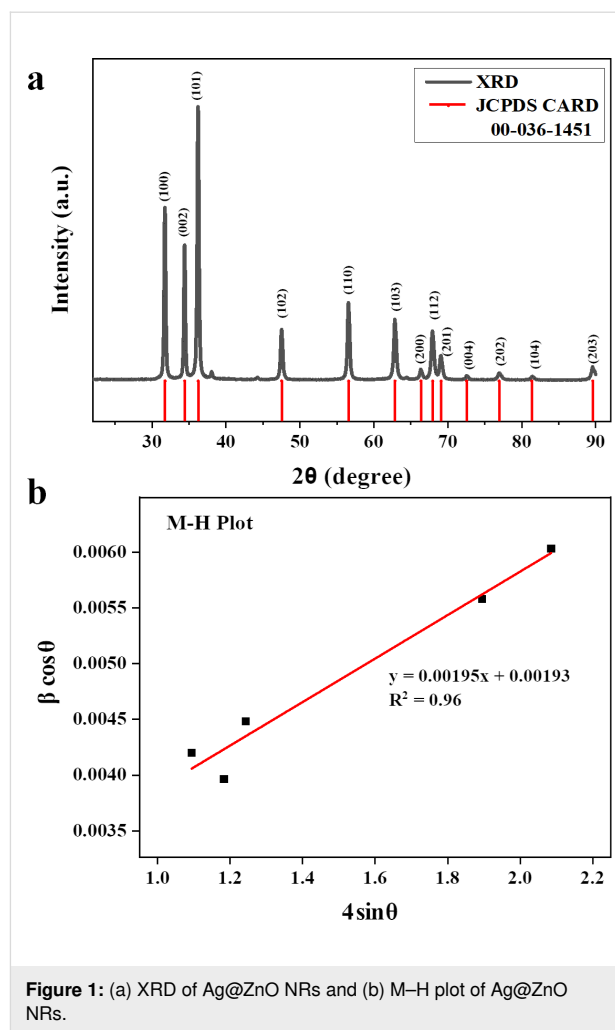 a
XRD
JCPDS CARD
00-036-1451
(100)
(002)
(101)
(102)
(110)
(103)
(200)
(112)
(201)
(004)
(202)
(104)
(203)
Intensity (a.u.)
30 40 50 60 70 80 90
2θ (degree)
b
M-H Plot
0.0060
0.0055
0.0050
0.0045
0.0040
0.0035
β cosθ
y = 0.00195x + 0.00193
R² = 0.96
1.0 1.2 1.4 1.6 1.8 2.0 2.2
4sinθ
Figure 1: (a) XRD of Ag@ZnO NRs and (b) M–H plot of Ag@ZnO
NRs.